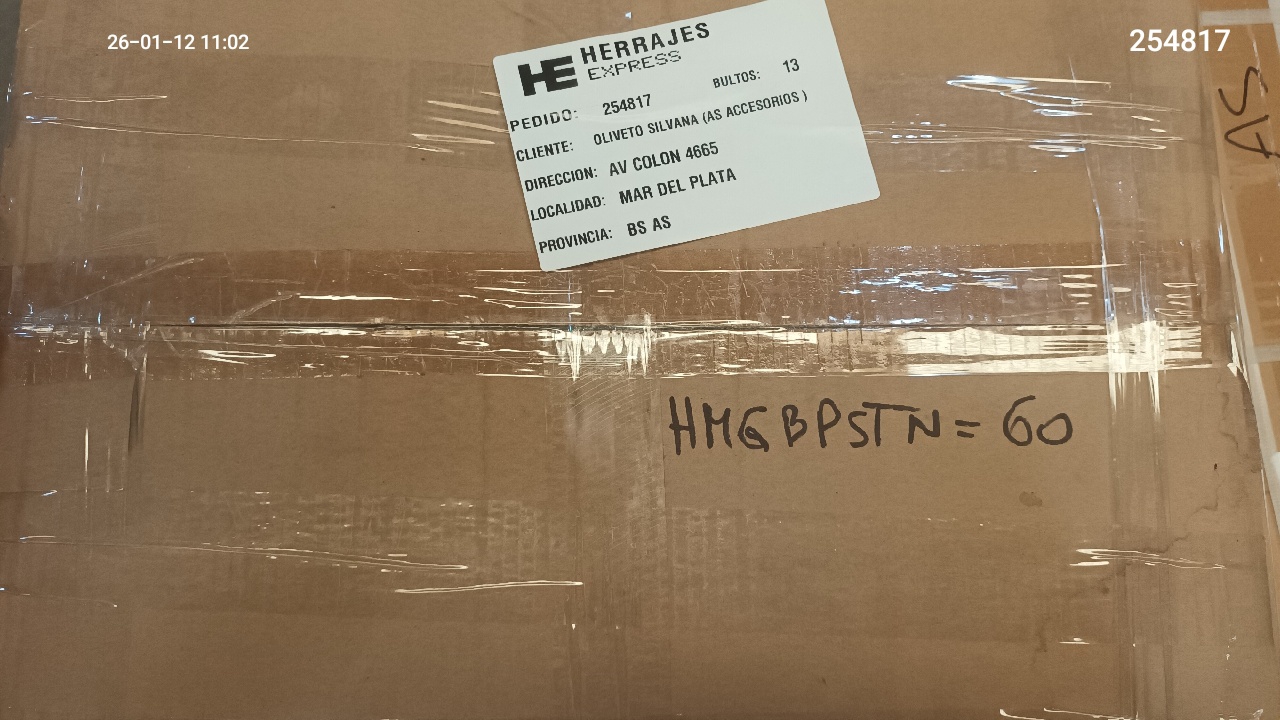 26-01-12 11:02
254817
HE HERRAJES
EXPRESS
BULTOS: 13
PEDIDO: 254817
CLIENTE: OLIVETO SILVANA (AS ACCESORIOS )
DIRECCION: AV COLON 4665
LOCALIDAD: MAR DEL PLATA
PROVINCIA: BS AS
AS
HMGBPSTN = 60